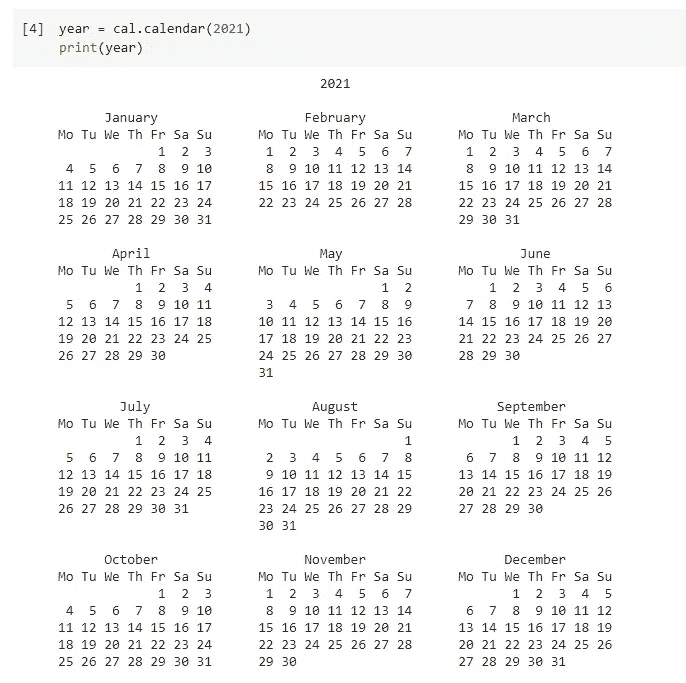 [4] year = cal.calendar(2021)
    print(year)

                                  2021

      January                   February                   March
Mo Tu We Th Fr Sa Su      Mo Tu We Th Fr Sa Su      Mo Tu We Th Fr Sa Su
             1  2  3       1  2  3  4  5  6  7       1  2  3  4  5  6  7
 4  5  6  7  8  9 10       8  9 10 11 12 13 14       8  9 10 11 12 13 14
11 12 13 14 15 16 17      15 16 17 18 19 20 21      15 16 17 18 19 20 21
18 19 20 21 22 23 24      22 23 24 25 26 27 28      22 23 24 25 26 27 28
25 26 27 28 29 30 31                                29 30 31

       April                      May                       June
Mo Tu We Th Fr Sa Su      Mo Tu We Th Fr Sa Su      Mo Tu We Th Fr Sa Su
          1  2  3  4                      1  2          1  2  3  4  5  6
 5  6  7  8  9 10 11       3  4  5  6  7  8  9       7  8  9 10 11 12 13
12 13 14 15 16 17 18      10 11 12 13 14 15 16      14 15 16 17 18 19 20
19 20 21 22 23 24 25      17 18 19 20 21 22 23      21 22 23 24 25 26 27
26 27 28 29 30            24 25 26 27 28 29 30      28 29 30
                          31

        July                     August                  September
Mo Tu We Th Fr Sa Su      Mo Tu We Th Fr Sa Su      Mo Tu We Th Fr Sa Su
          1  2  3  4                         1             1  2  3  4  5
 5  6  7  8  9 10 11       2  3  4  5  6  7  8       6  7  8  9 10 11 12
12 13 14 15 16 17 18       9 10 11 12 13 14 15      13 14 15 16 17 18 19
19 20 21 22 23 24 25      16 17 18 19 20 21 22      20 21 22 23 24 25 26
26 27 28 29 30 31         23 24 25 26 27 28 29      27 28 29 30
                          30 31

      October                   November                  December
Mo Tu We Th Fr Sa Su      Mo Tu We Th Fr Sa Su      Mo Tu We Th Fr Sa Su
             1  2  3       1  2  3  4  5  6  7             1  2  3  4  5
 4  5  6  7  8  9 10       8  9 10 11 12 13 14       6  7  8  9 10 11 12
11 12 13 14 15 16 17      15 16 17 18 19 20 21      13 14 15 16 17 18 19
18 19 20 21 22 23 24      22 23 24 25 26 27 28      20 21 22 23 24 25 26
25 26 27 28 29 30 31      29 30                     27 28 29 30 31